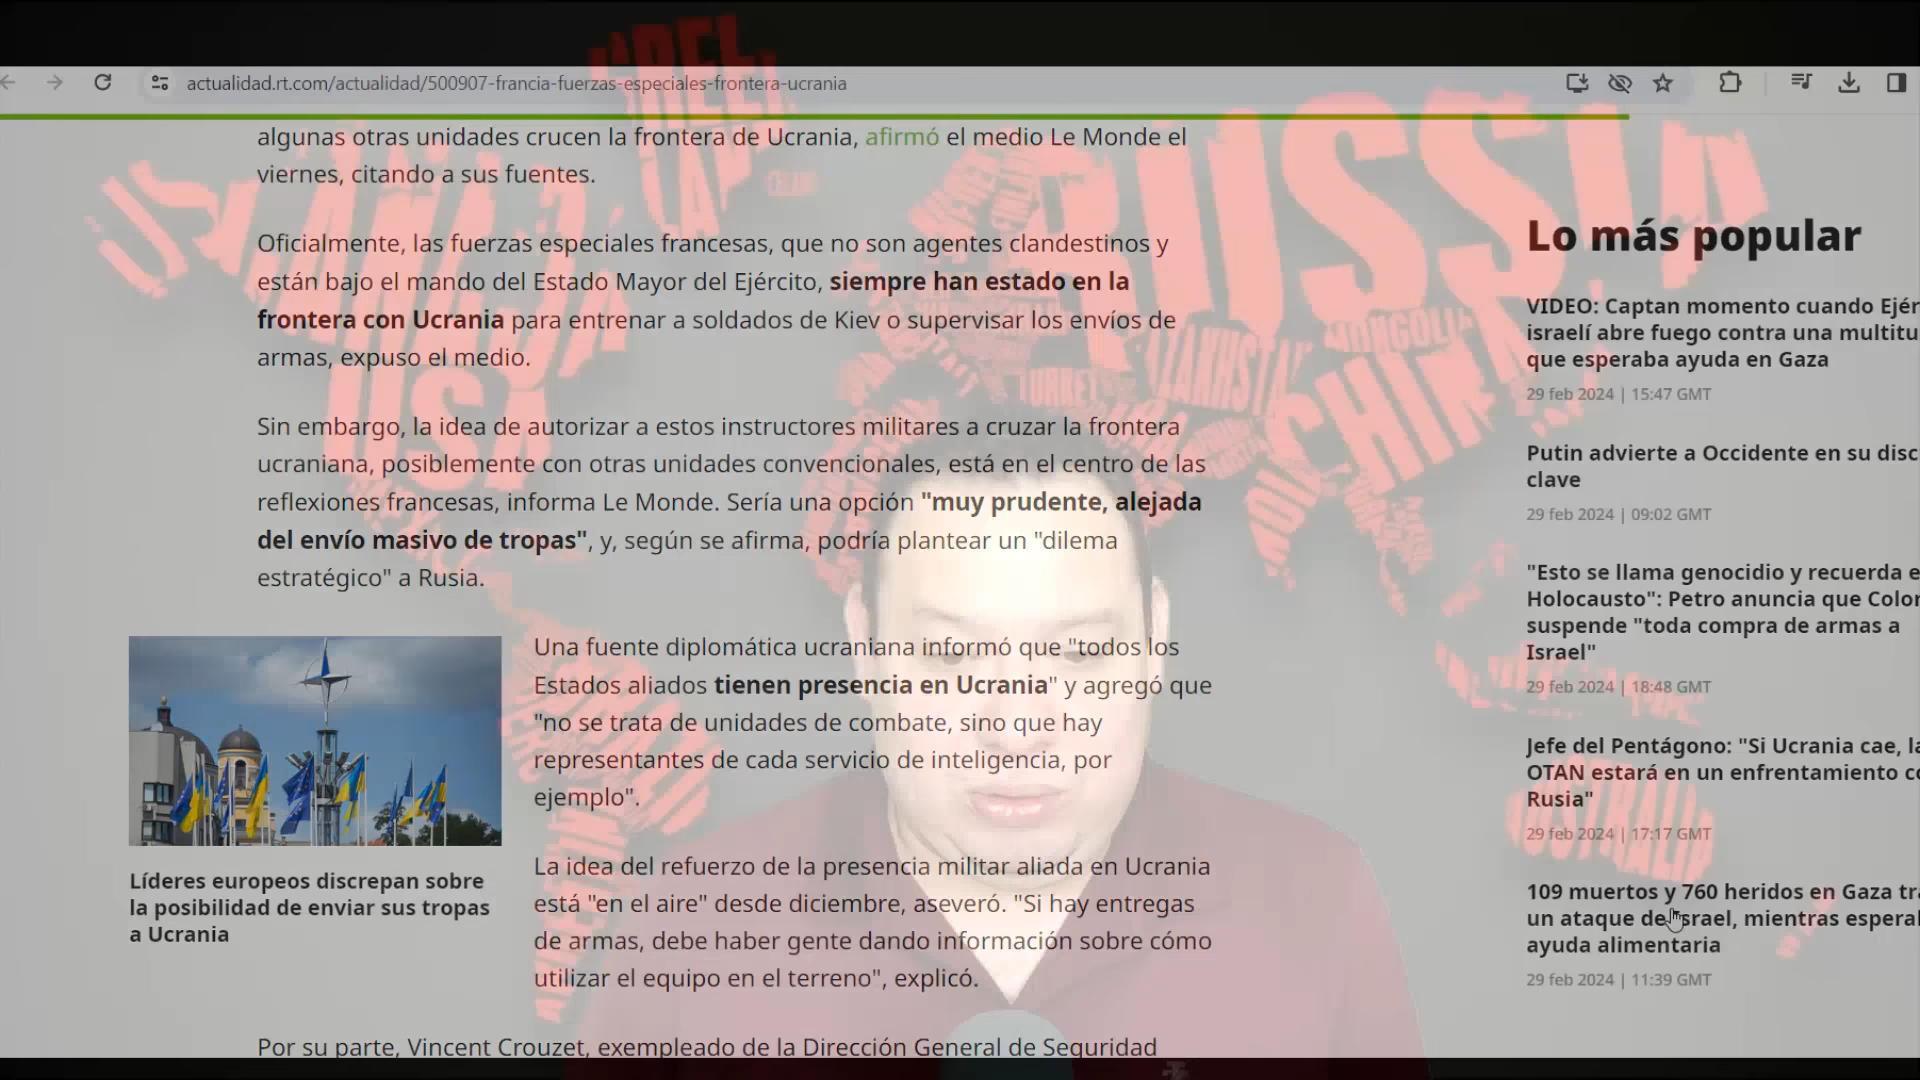 actualidad.rt.com/actualidad/500907-francia-fuerzas-especiales-frontera-ucrania
algunas otras unidades crucen la frontera de Ucrania, afirmó el medio Le Monde el
viernes, citando a sus fuentes.
Oficialmente, las fuerzas especiales francesas, que no son agentes clandestinos y
están bajo el mando del Estado Mayor del Ejército, siempre han estado en la
frontera con Ucrania para entrenar a soldados de Kiev o supervisar los envíos de
armas, expuso el medio.
Sin embargo, la idea de autorizar a estos instructores militares a cruzar la frontera
ucraniana, posiblemente con otras unidades convencionales, está en el centro de las
reflexiones francesas, informa Le Monde. Sería una opción "muy prudente, alejada
del envío masivo de tropas", y, según se afirma, podría plantear un "dilema
estratégico" a Rusia.
Una fuente diplomática ucraniana informó que "todos los
Estados aliados tienen presencia en Ucrania" y agregó que
"no se trata de unidades de combate, sino que hay
representantes de cada servicio de inteligencia, por
ejemplo".
La idea del refuerzo de la presencia militar aliada en Ucrania
está "en el aire" desde diciembre, aseveró. "Si hay entregas
de armas, debe haber gente dando información sobre cómo
utilizar el equipo en el terreno", explicó.
Líderes europeos discrepan sobre
la posibilidad de enviar sus tropas
a Ucrania
Por su parte, Vincent Crouzet, exempleado de la Dirección General de Seguridad
Lo más popular
VIDEO: Captan momento cuando Ejér
israelí abre fuego contra una multitu
que esperaba ayuda en Gaza
29 feb 2024 | 15:47 GMT
Putin advierte a Occidente en su disc
clave
29 feb 2024 | 09:02 GMT
"Esto se llama genocidio y recuerda e
Holocausto": Petro anuncia que Color
suspende "toda compra de armas a
Israel"
29 feb 2024 | 18:48 GMT
Jefe del Pentágono: "Si Ucrania cae, la
OTAN estará en un enfrentamiento co
Rusia"
29 feb 2024 | 17:17 GMT
109 muertos y 760 heridos en Gaza tra
un ataque de Israel, mientras espera
ayuda alimentaria
29 feb 2024 | 11:39 GMT
USA
CANADA
USA
RUSSIA
MONGOLIA
CHINA
TURKEY
INDIA
AUSTRALIA